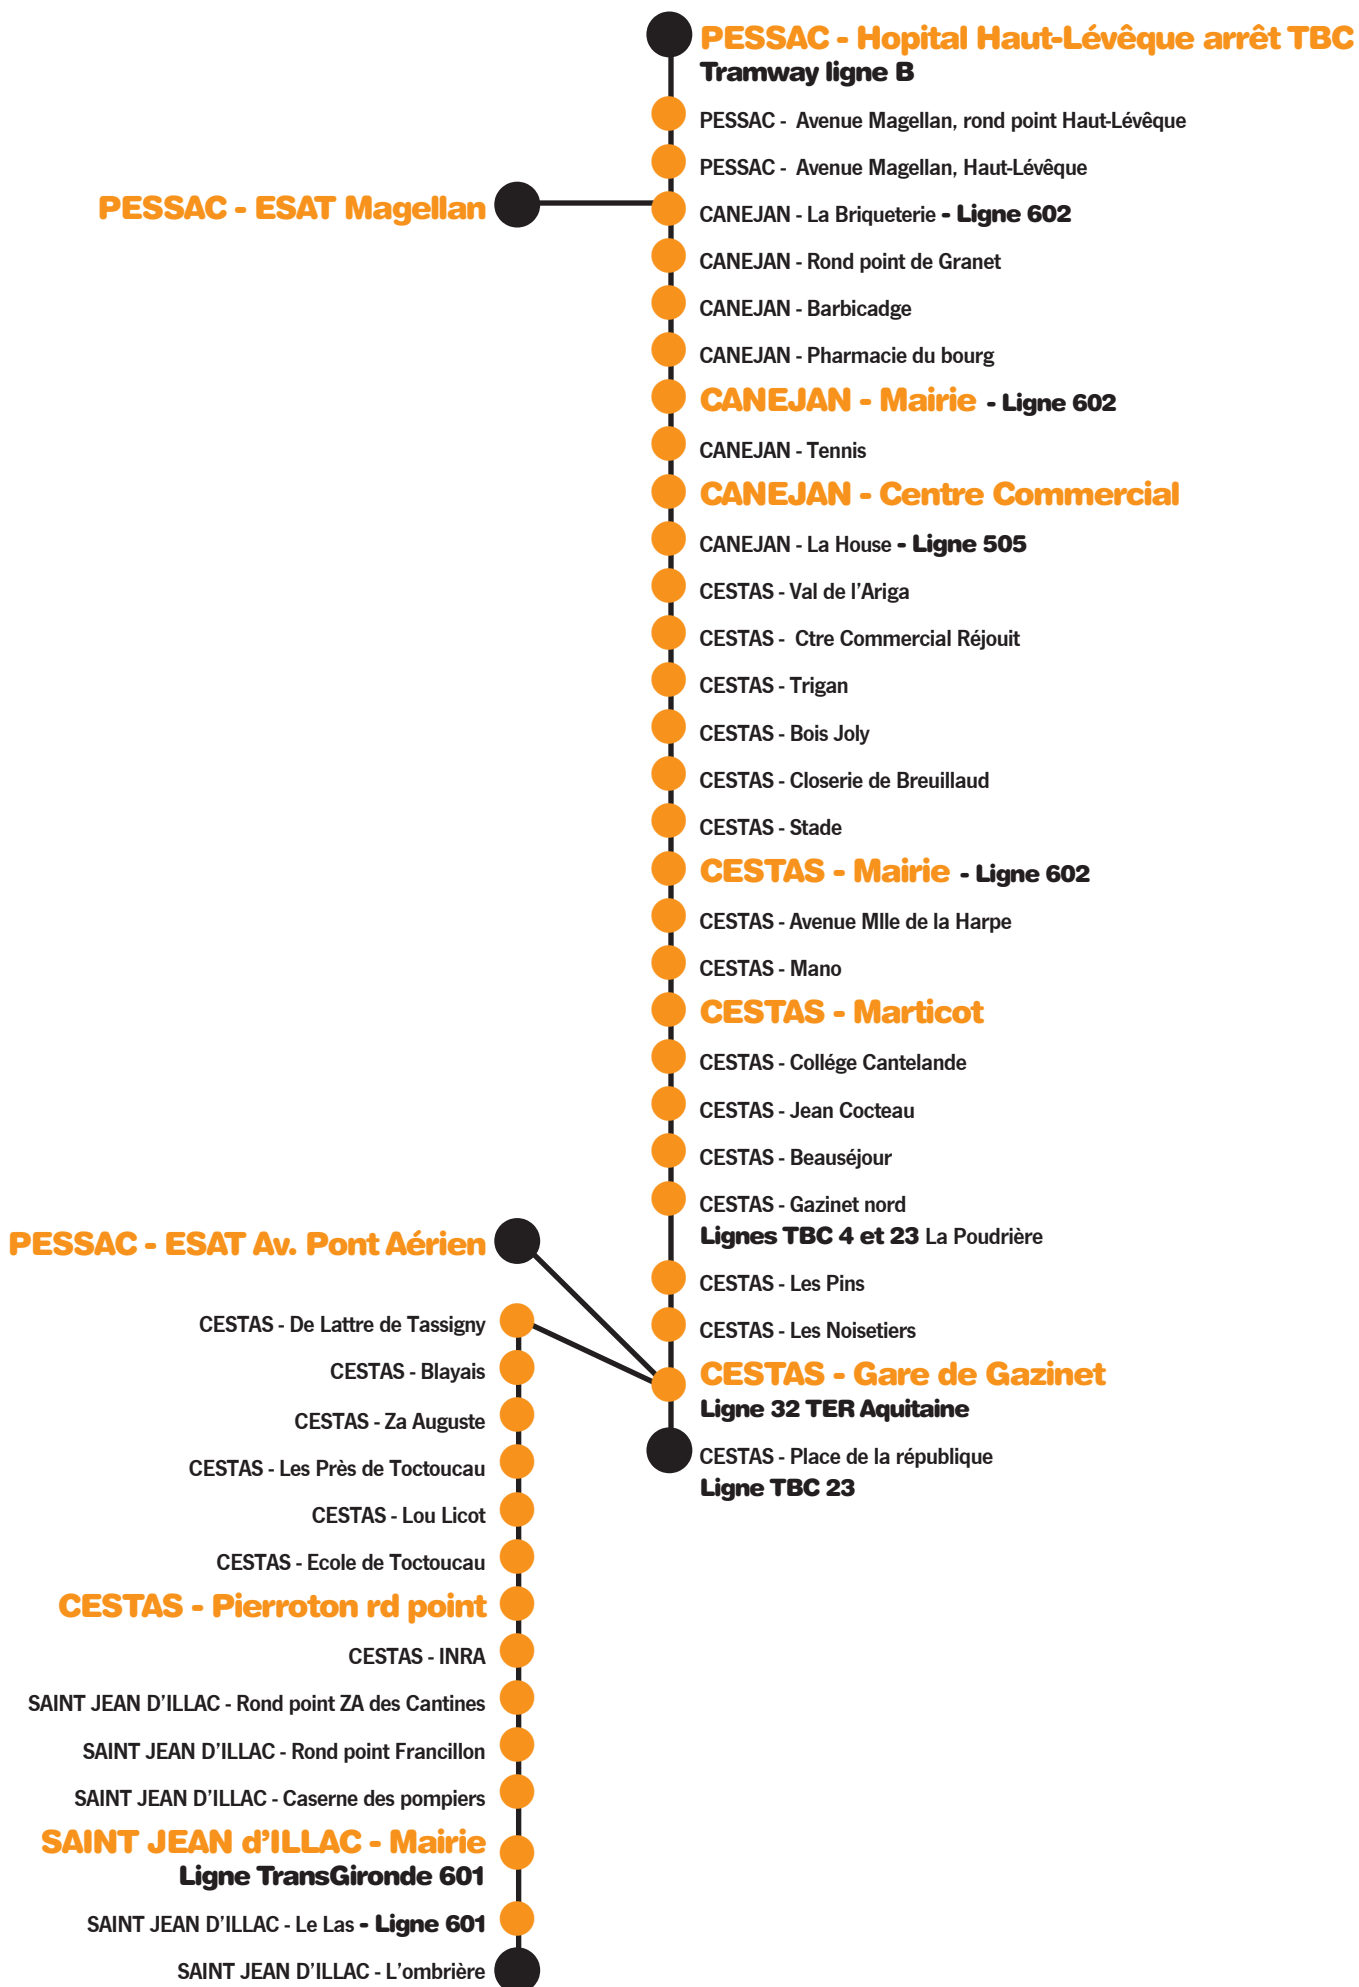 PESSAC - Hopital Haut-Lévêque arrêt TBC
Tramway ligne B
PESSAC - Avenue Magellan, rond point Haut-Lévêque
PESSAC - Avenue Magellan, Haut-Lévêque
PESSAC - ESAT Magellan
CANEJAN - La Briqueterie - Ligne 602
CANEJAN - Rond point de Granet
CANEJAN - Barbicadge
CANEJAN - Pharmacie du bourg
CANEJAN - Mairie - Ligne 602
CANEJAN - Tennis
CANEJAN - Centre Commercial
CANEJAN - La House - Ligne 505
CESTAS - Val de l'Ariga
CESTAS - Ctre Commercial Réjouit
CESTAS - Trigan
CESTAS - Bois Joly
CESTAS - Closerie de Breuillaud
CESTAS - Stade
CESTAS - Mairie - Ligne 602
CESTAS - Avenue Mlle de la Harpe
CESTAS - Mano
CESTAS - Marticot
CESTAS - Collége Cantelande
CESTAS - Jean Cocteau
CESTAS - Beauséjour
CESTAS - Gazinet nord
Lignes TBC 4 et 23 La Poudrière
CESTAS - Les Pins
CESTAS - Les Noisetiers
CESTAS - Gare de Gazinet
Ligne 32 TER Aquitaine
CESTAS - Place de la république
Ligne TBC 23
PESSAC - ESAT Av. Pont Aérien
CESTAS - De Lattre de Tassigny
CESTAS - Blayais
CESTAS - Za Auguste
CESTAS - Les Près de Toctoucau
CESTAS - Lou Licot
CESTAS - Ecole de Toctoucau
CESTAS - Pierroton rd point
CESTAS - INRA
SAINT JEAN D'ILLAC - Rond point ZA des Cantines
SAINT JEAN D'ILLAC - Rond point Francillon
SAINT JEAN D'ILLAC - Caserne des pompiers
SAINT JEAN d'ILLAC - Mairie
Ligne TransGironde 601
SAINT JEAN D'ILLAC - Le Las - Ligne 601
SAINT JEAN D'ILLAC - L'ombrière